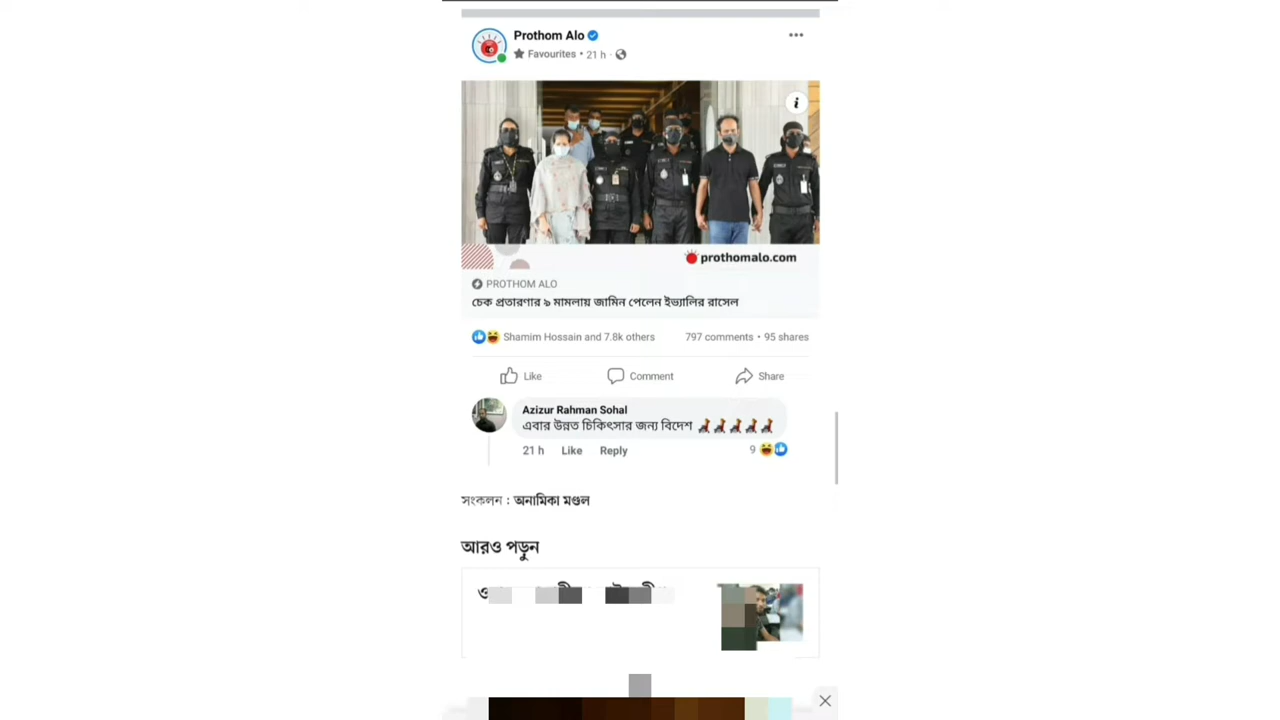 Prothom Alo
Favourites • 21 h ·
prothomalo.com
PROTHOM ALO
চেক প্রতারণার ৯ মামলায় জামিন পেলেন ইভ্যালির রাসেল
Shamim Hossain and 7.8k others 797 comments • 95 shares
Like Comment Share
Azizur Rahman Sohal
এবার উন্নত চিকিৎসার জন্য বিদেশ
21 h Like Reply 9
সংকলন : অনামিকা মণ্ডল
আরও পড়ুন